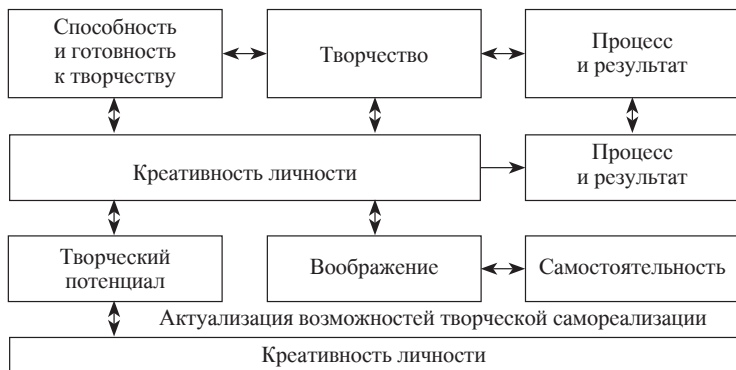 Способность
и готовность
к творчеству
Творчество
Процесс
и результат
Креативность личности
Процесс
и результат
Творческий
потенциал
Воображение
Самостоятельность
Актуализация возможностей творческой самореализации
Креативность личности